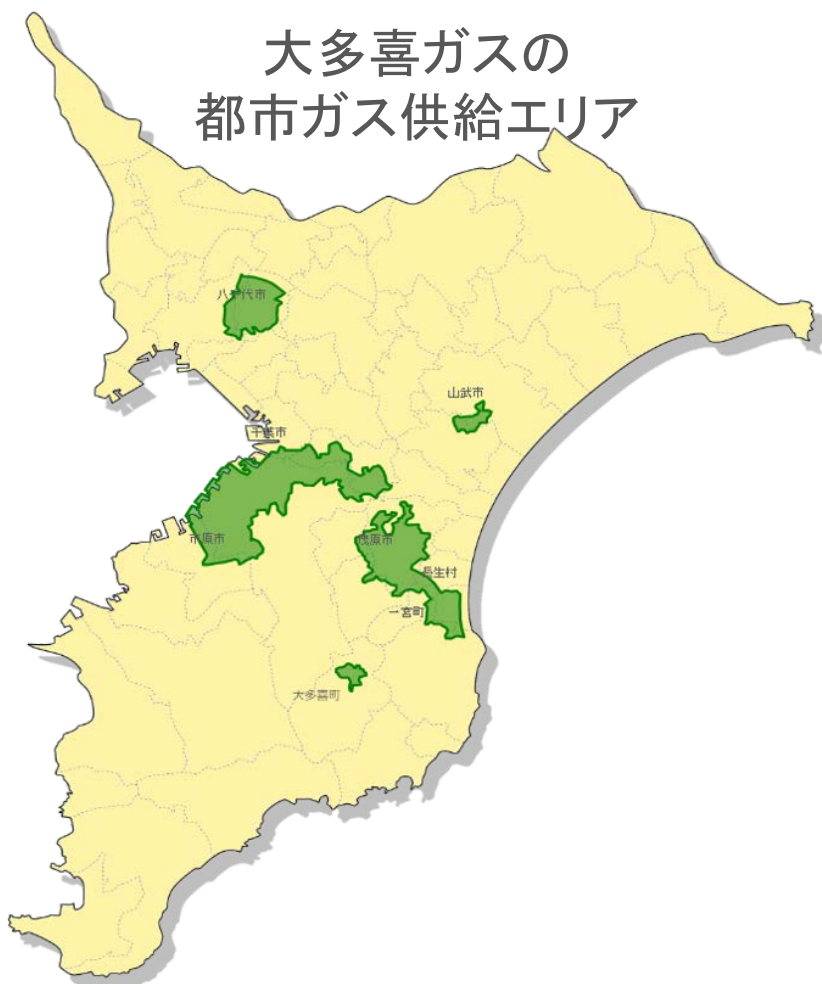 大多喜ガスの
都市ガス供給エリア
八千代市
山武市
千葉市
市原市
茂原市
長生村
一宮町
大多喜町